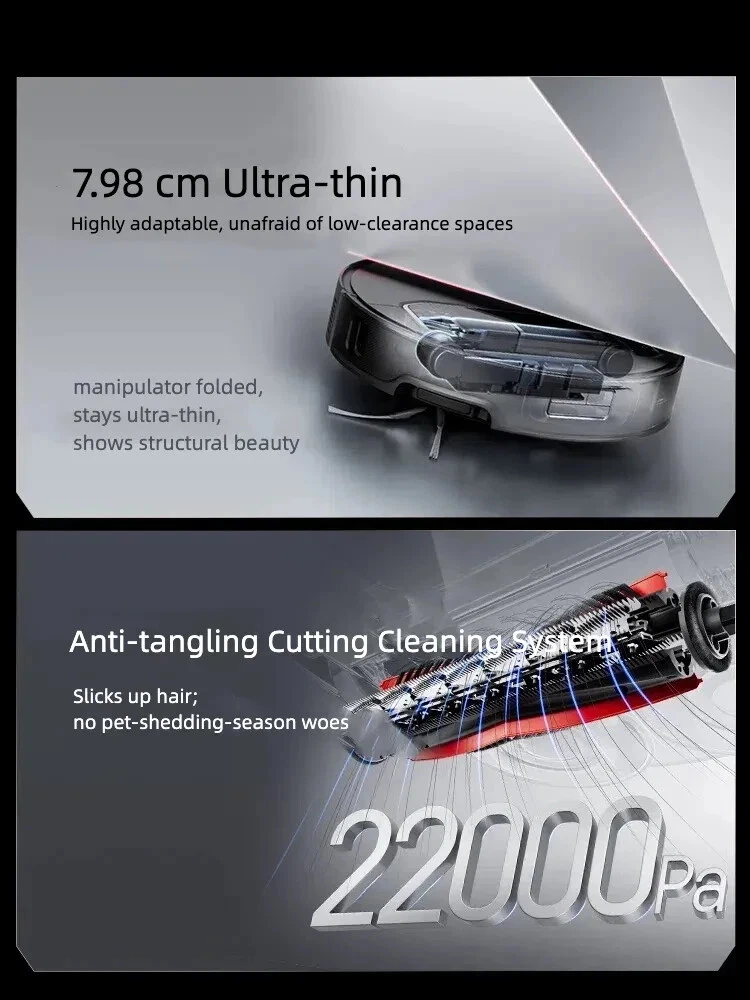 7.98 cm Ultra-thin
Highly adaptable, unafraid of low-clearance spaces
manipulator folded,
stays ultra-thin,
shows structural beauty
Anti-tangling Cutting Cleaning System
Slicks up hair;
no pet-shedding-season woes
22000Pa